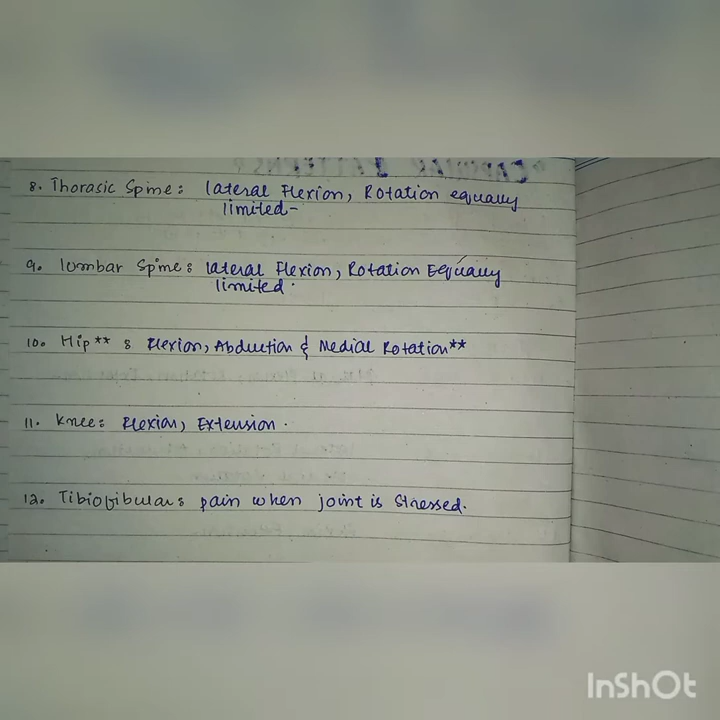 8. Thorasic Spine: lateral Flexion, Rotation equally
limited-
9. lumbar Spine: lateral Flexion, Rotation Eequally
limited.
10. Hip** : Flexion, Abduction & Medial Rotation**
11. Knee: Flexion, Extension.
12. Tibiofibular: pain when joint is stressed.
InShOt